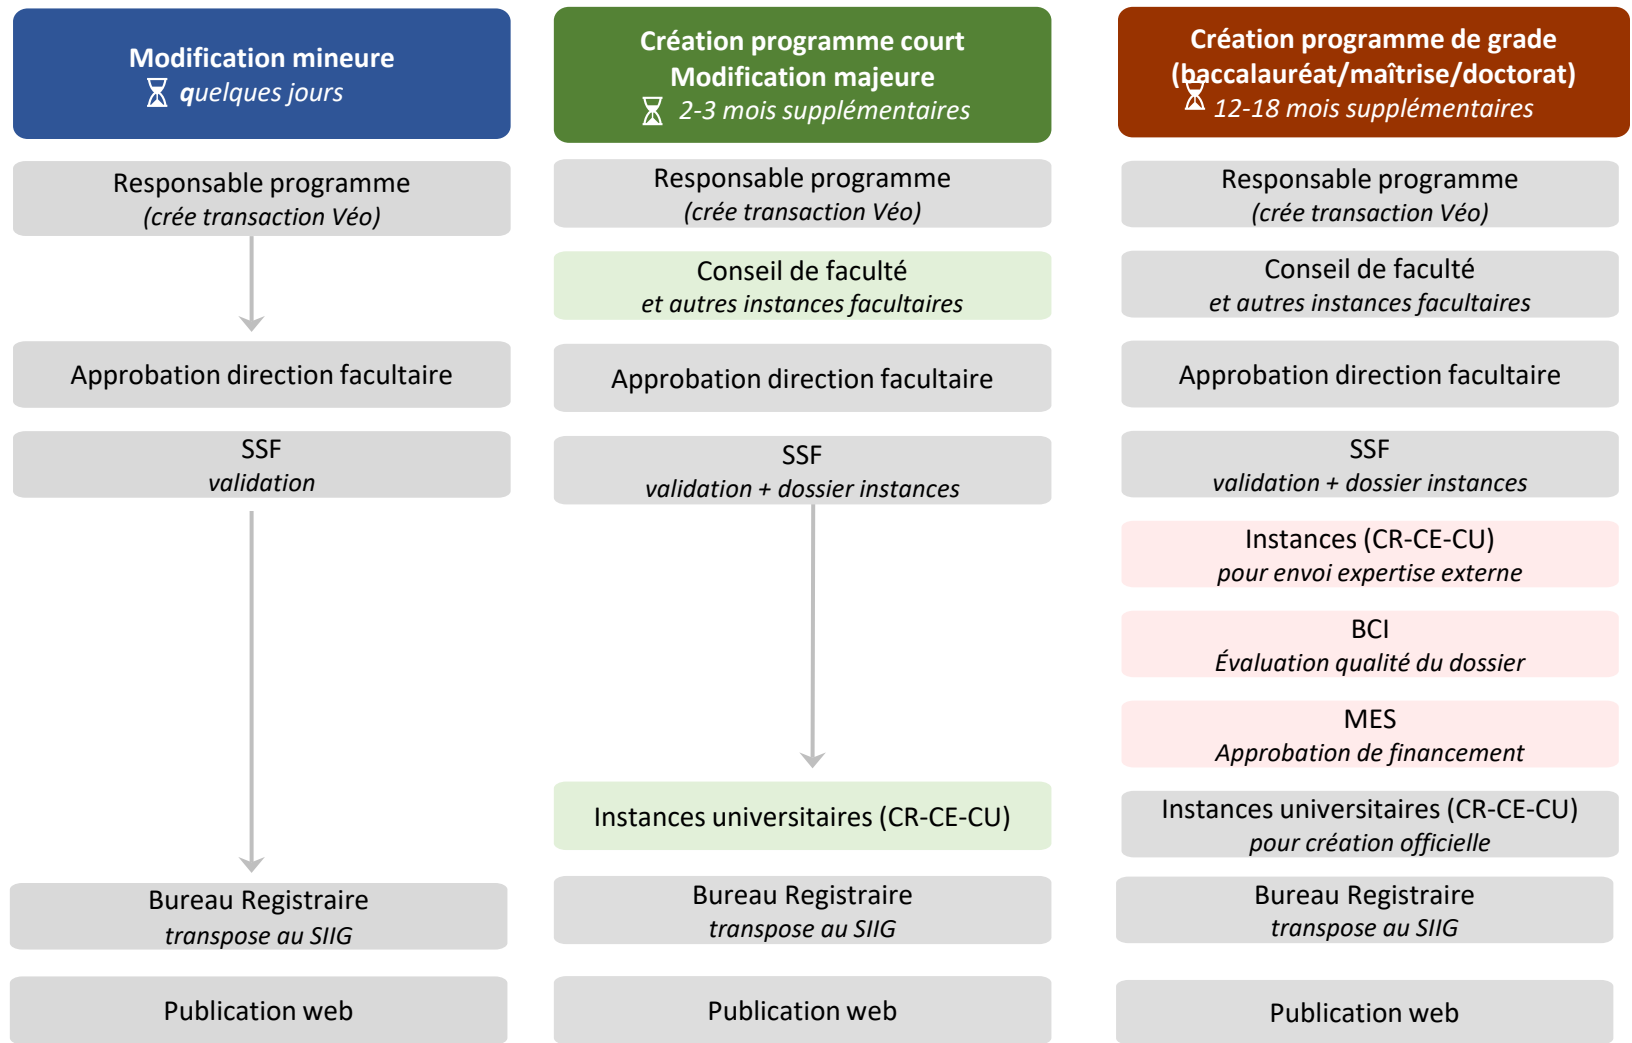 Modification mineure
quelques jours
Responsable programme
(crée transaction Véo)
Approbation direction facultaire
SSF
validation
Bureau Registraire
transpose au SIIG
Publication web
Création programme court
Modification majeure
2-3 mois supplémentaires
Responsable programme
(crée transaction Véo)
Conseil de faculté
et autres instances facultaires
Approbation direction facultaire
SSF
validation + dossier instances
Instances universitaires (CR-CE-CU)
Bureau Registraire
transpose au SIIG
Publication web
Création programme de grade
(baccalauréat/maîtrise/doctorat)
12-18 mois supplémentaires
Responsable programme
(crée transaction Véo)
Conseil de faculté
et autres instances facultaires
Approbation direction facultaire
SSF
validation + dossier instances
Instances (CR-CE-CU)
pour envoi expertise externe
BCI
Évaluation qualité du dossier
MES
Approbation de financement
Instances universitaires (CR-CE-CU)
pour création officielle
Bureau Registraire
transpose au SIIG
Publication web